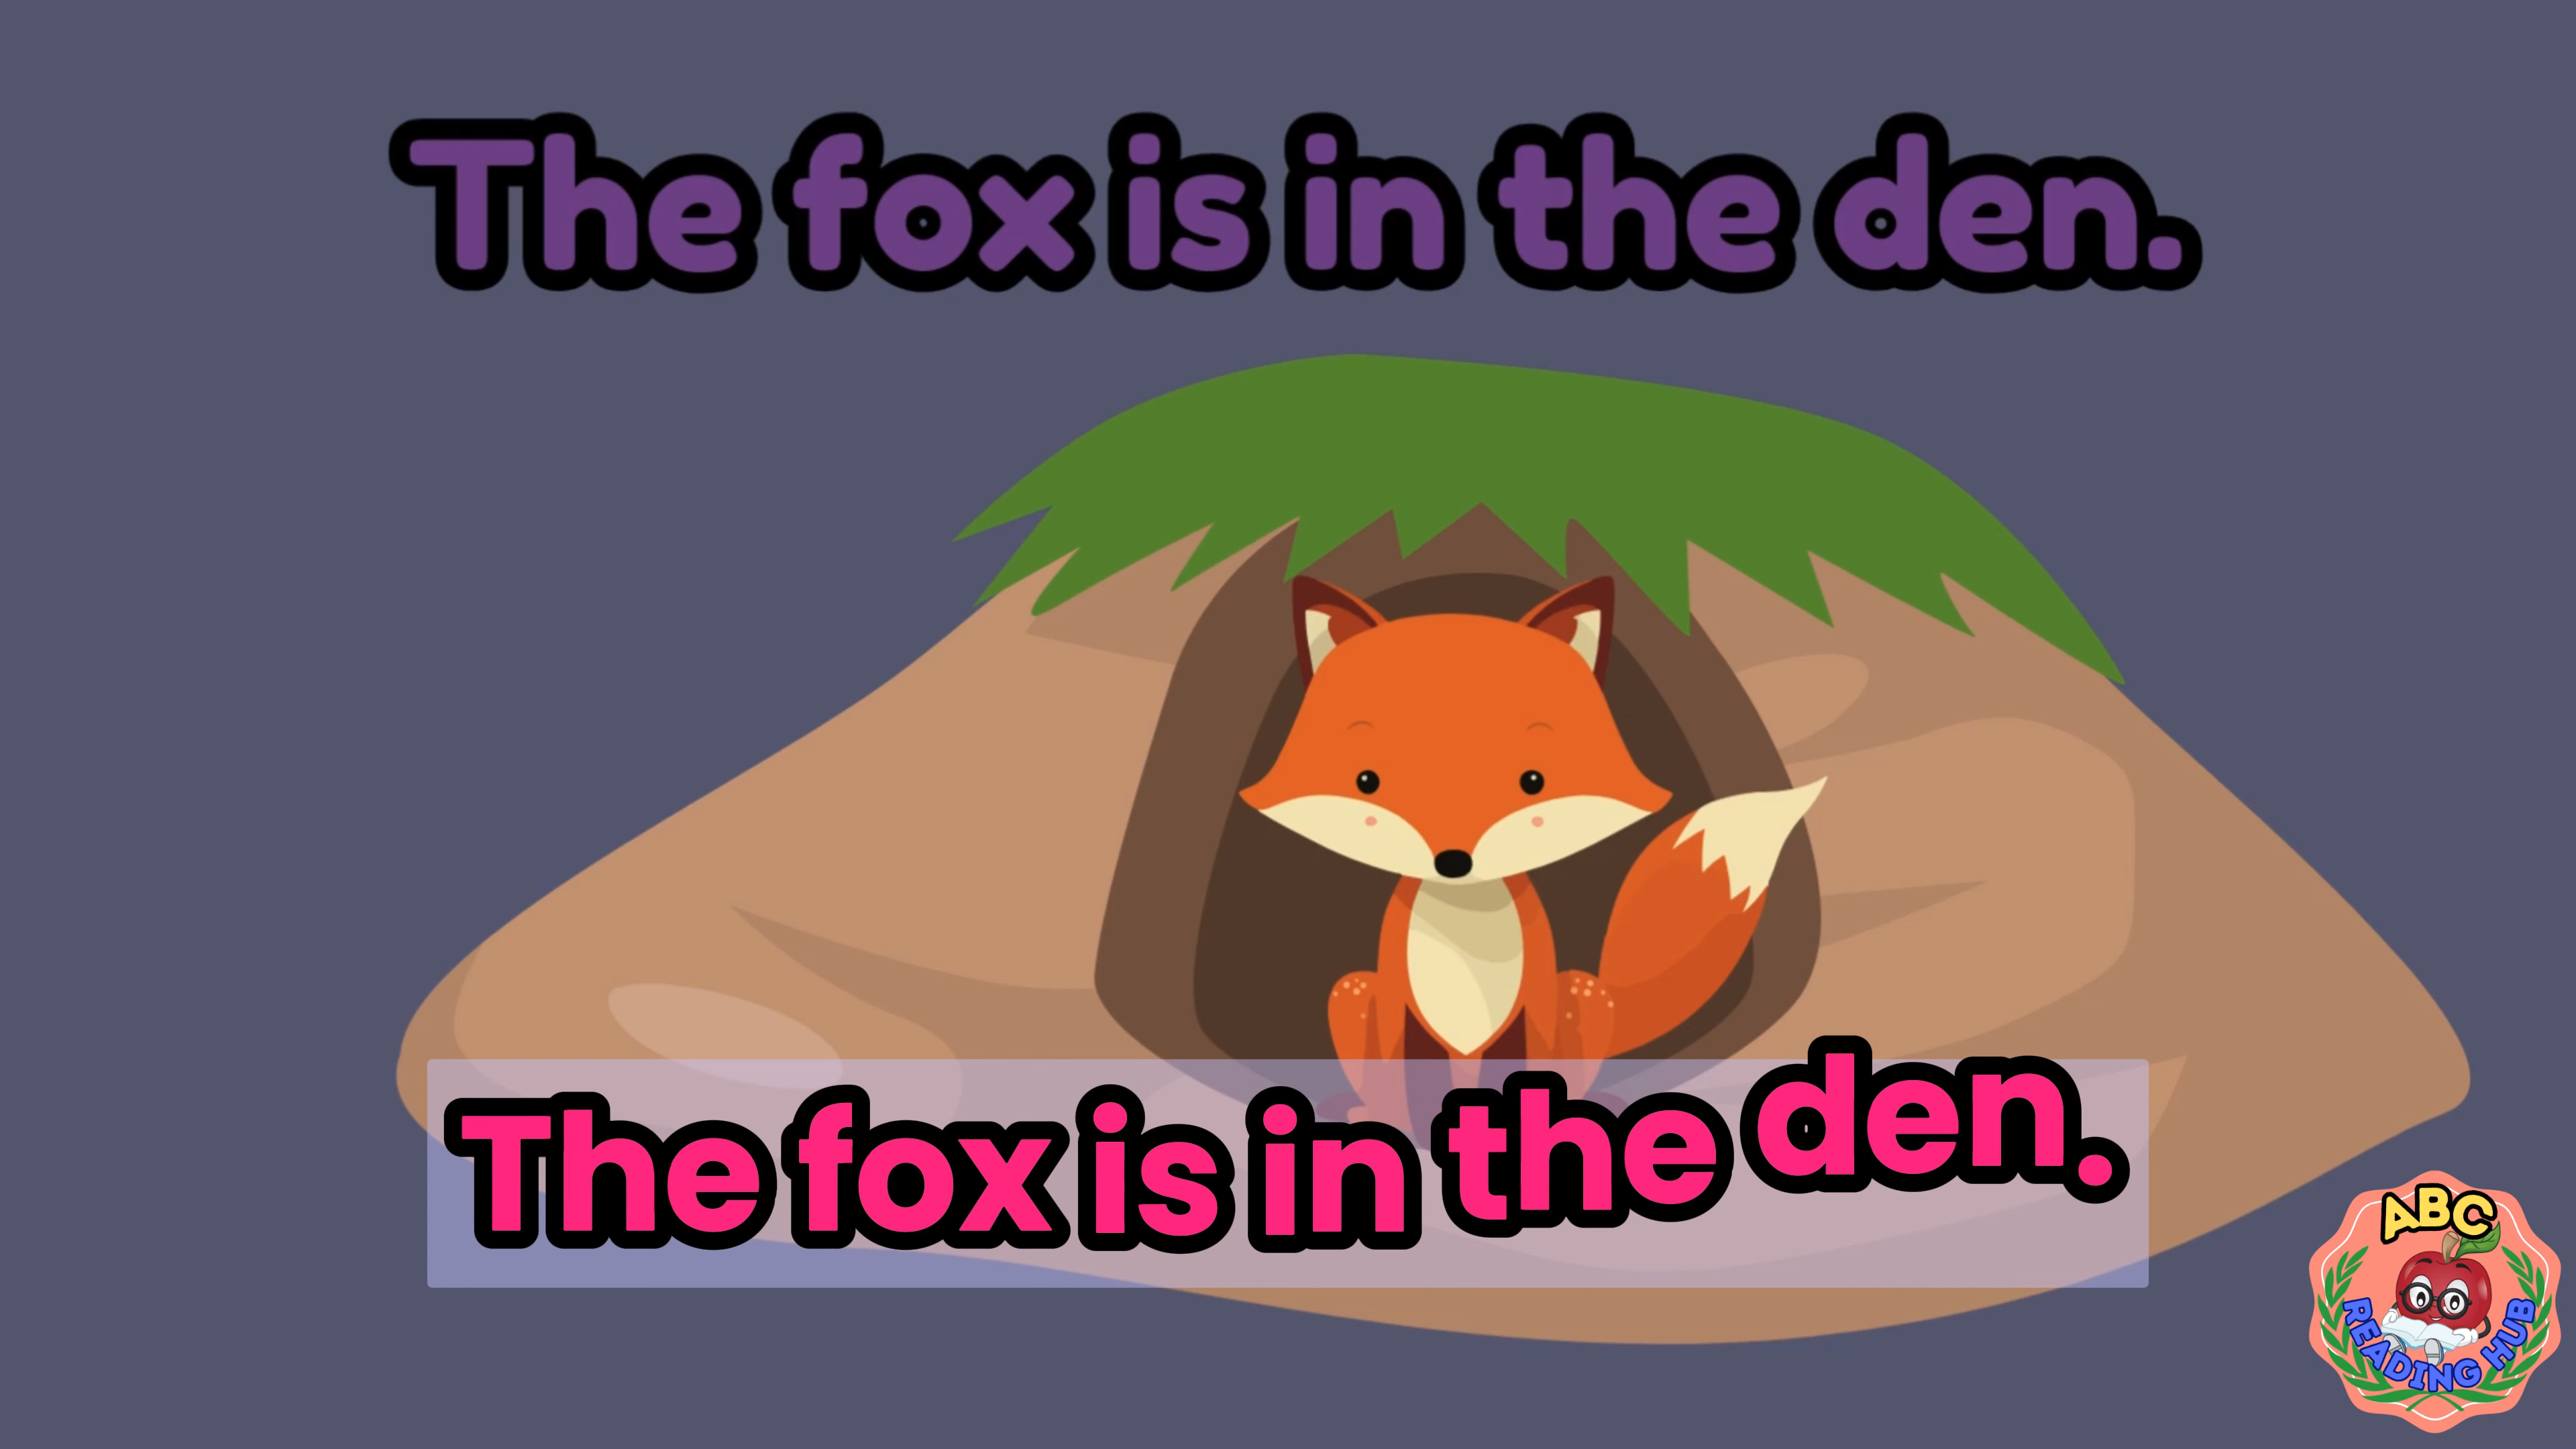 The fox is in the den.
The fox is in the den.
ABC
READING HUB